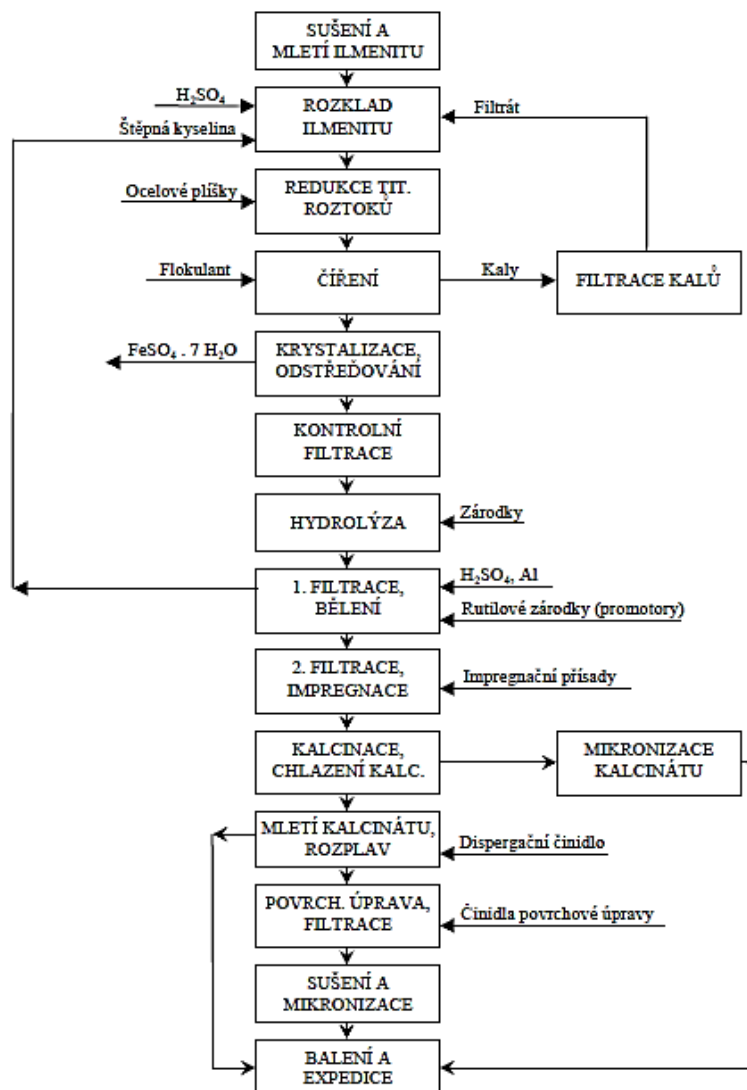 SUŠENÍ A
MLETÍ ILMENITU
H₂SO₄
ROZKLAD
ILMENITU
Filtrát
Štěpná kyselina
Ocelové plíšky
REDUKCE TIT.
ROZTOKŮ
Flokulant
ČÍŘENÍ
Kaly
FILTRACE KALŮ
FeSO₄ . 7 H₂O
KRYSTALIZACE,
ODSTŘEĎOVÁNÍ
KONTROLNÍ
FILTRACE
HYDROLÝZA
Zárodky
1. FILTRACE,
BĚLENÍ
H₂SO₄, Al
Rutilové zárodky (promotory)
2. FILTRACE,
IMPREGNACE
Impregnační přísady
KALCINACE,
CHLAZENÍ KALC.
MIKRONIZACE
KALCINÁTU
MLETÍ KALCINÁTU,
ROZPLAV
Dispergační činidlo
POVRCH. ÚPRAVA,
FILTRACE
Činidla povrchové úpravy
SUŠENÍ A
MIKRONIZACE
BALENÍ A
EXPEDICE